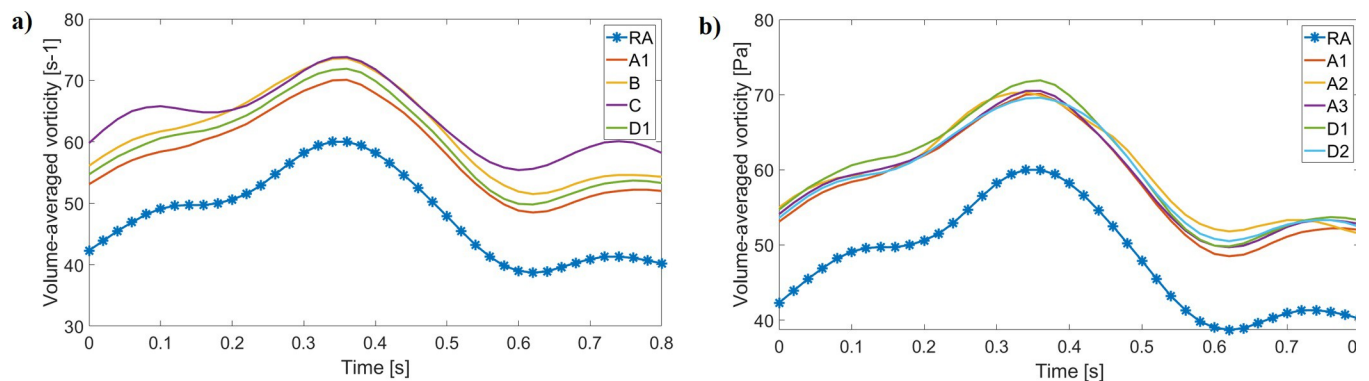 a)
Volume-averaged vorticity [s-1]
80
70
60
50
40
30
0
0.1
0.2
0.3
0.4
0.5
0.6
0.7
0.8
Time [s]
RA
A1
B
C
D1
b)
Volume-averaged vorticity [Pa]
80
70
60
50
40
0
0.1
0.2
0.3
0.4
0.5
0.6
0.7
0.8
Time [s]
RA
A1
A2
A3
D1
D2